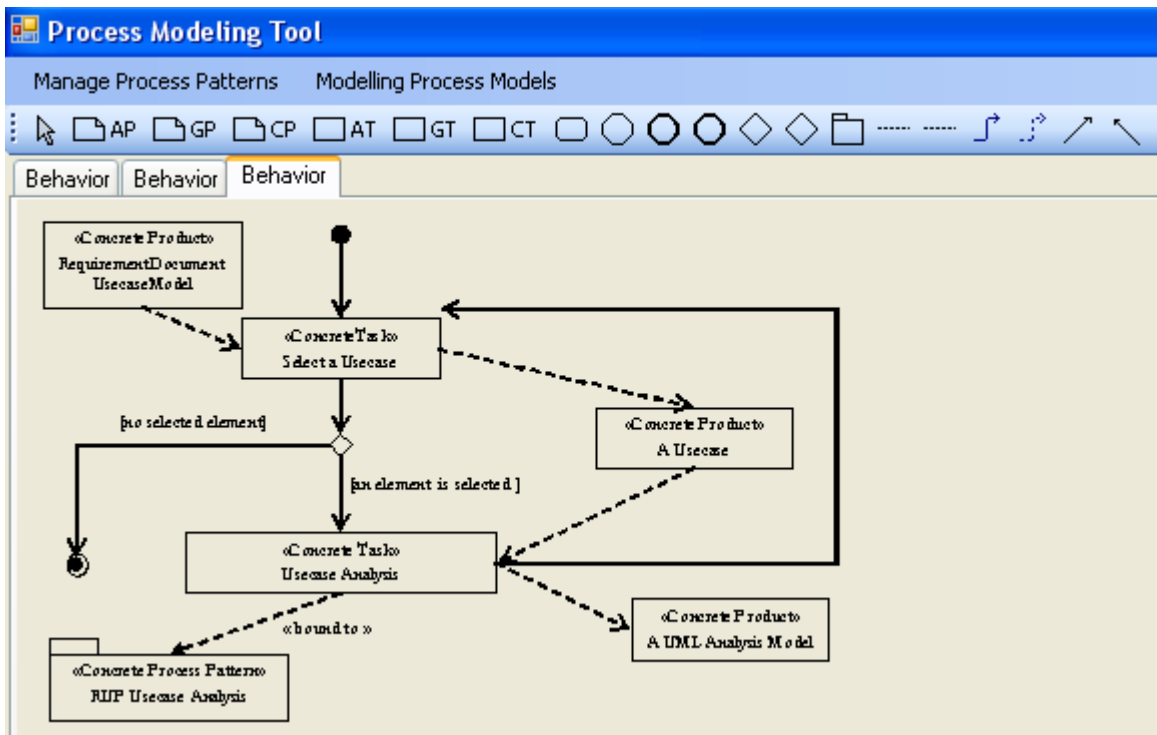 Process Modeling Tool
Manage Process Patterns Modelling Process Models
AP GP CP AT GT CT
Behavior Behavior Behavior
«Concrete Product»
RequirementDocument
UsecaseModel
«ConcreteTask»
Select a Usecase
[no selected element]
«Concrete Product»
A Usecase
[an element is selected ]
«Concrete Task»
Usecase Analysis
«bound to »
«Concrete Product»
A UML Analysis Model
«Concrete Process Pattern»
RUP Usecase Analysis